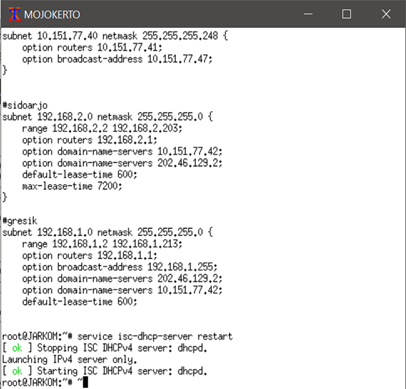 MOJOKERTO
subnet 10.151.77.40 netmask 255.255.255.248 {
    option routers 10.151.77.41;
    option broadcast-address 10.151.77.47;
}
#sidoarjo
subnet 192.168.2.0 netmask 255.255.255.0 {
    range 192.168.2.2 192.168.2.203;
    option routers 192.168.2.1;
    option domain-name-servers 10.151.77.42;
    option domain-name-servers 202.46.129.2;
    default-lease-time 600;
    max-lease-time 7200;
}
#gresik
subnet 192.168.1.0 netmask 255.255.255.0 {
    range 192.168.1.2 192.168.1.213;
    option routers 192.168.1.1;
    option broadcast-address 192.168.1.255;
    option domain-name-servers 202.46.129.2;
    option domain-name-servers 10.151.77.42;
    default-lease-time 600;
root@JARKOM:~# service isc-dhcp-server restart
[ ok ] Stopping ISC DHCPv4 server: dhcpd.
Launching IPv4 server only.
[ ok ] Starting ISC DHCPv4 server: dhcpd.
root@JARKOM:~# ~